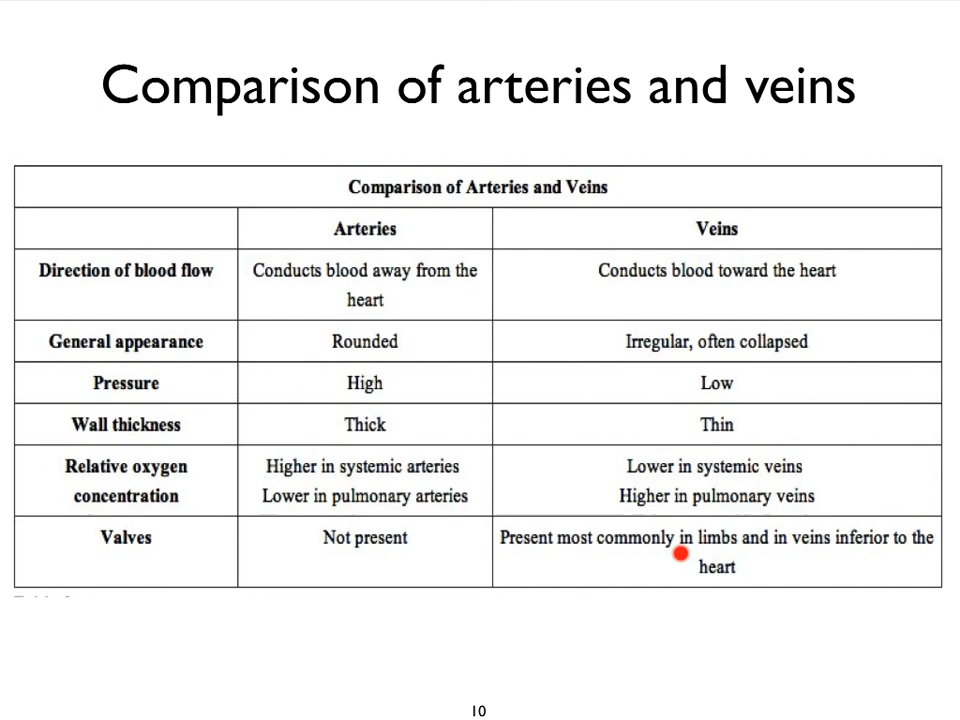 Comparison of arteries and veins
Comparison of Arteries and Veins
Arteries Veins
Direction of blood flow Conducts blood away from the heart Conducts blood toward the heart
General appearance Rounded Irregular, often collapsed
Pressure High Low
Wall thickness Thick Thin
Relative oxygen concentration Higher in systemic arteries Lower in pulmonary arteries Lower in systemic veins Higher in pulmonary veins
Valves Not present Present most commonly in limbs and in veins inferior to the heart
10